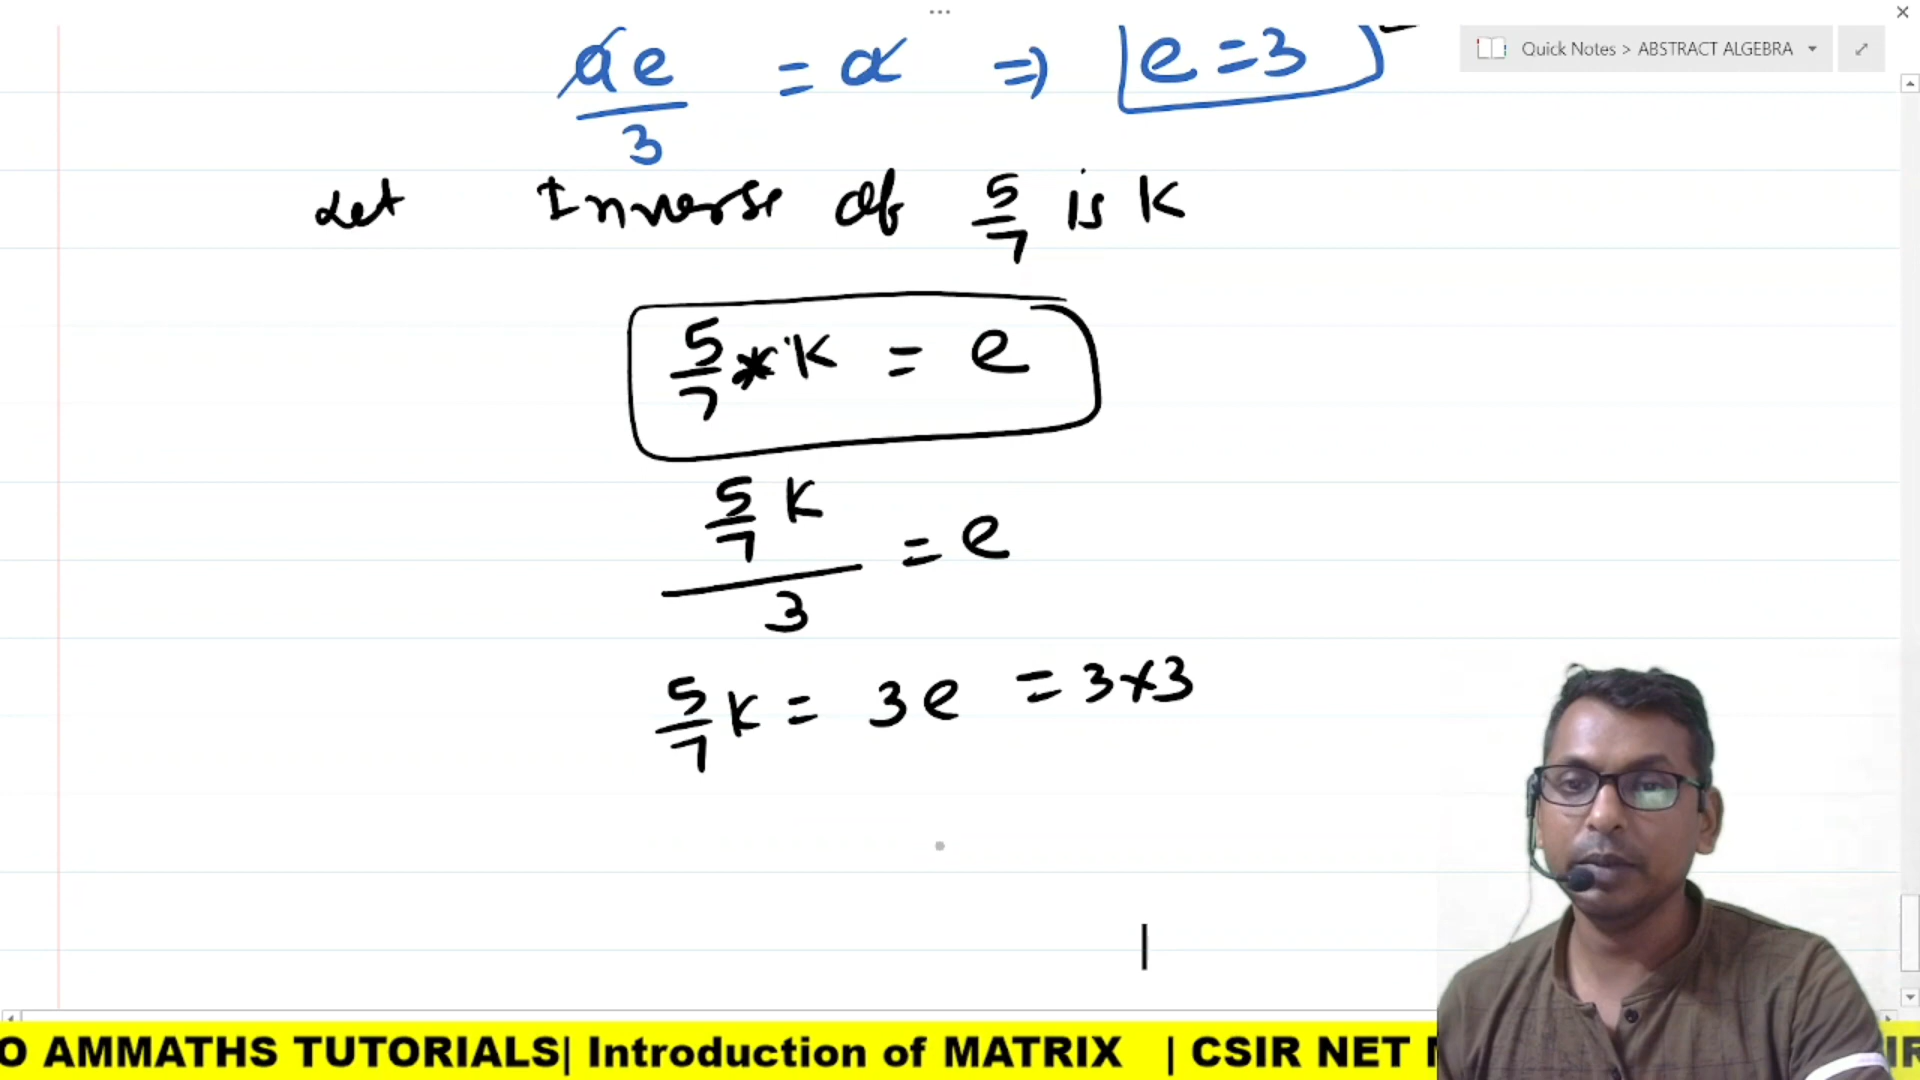 Quick Notes > ABSTRACT ALGEBRA
ae/3 = a ⇒ e = 3
Let Inverse of 5/7 is K
5/7 * K = e
(5/7 K)/3 = e
5/7 K = 3e = 3×3
O AMMATHS TUTORIALS| Introduction of MATRIX | CSIR NET